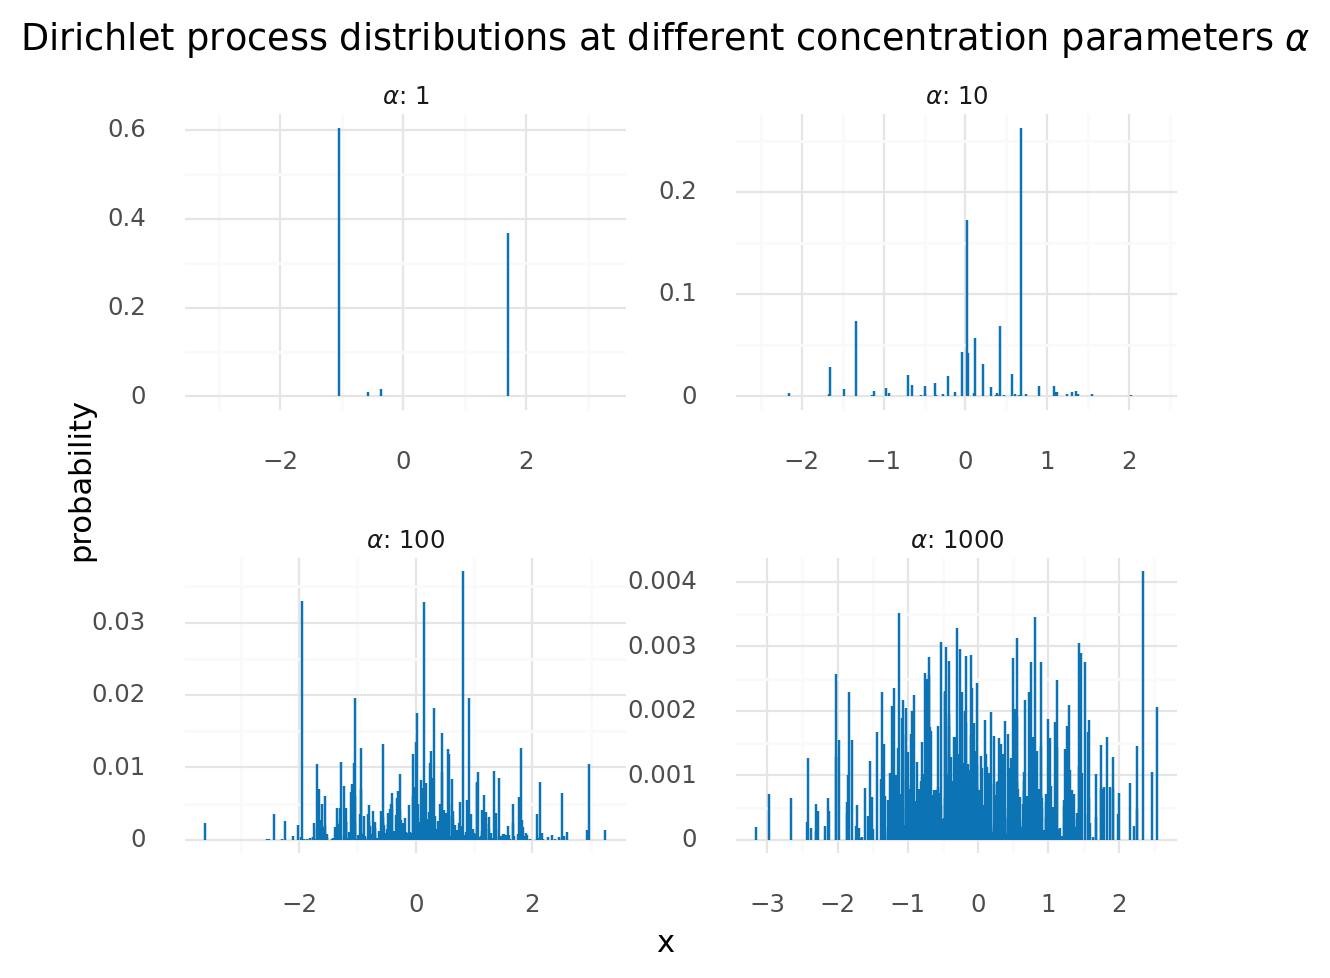 Dirichlet process distributions at different concentration parameters α
α: 1
α: 10
0.6
0.4
0.2
0
0.2
0.1
0
−2 0 2
−2 −1 0 1 2
probability
α: 100
α: 1000
0.03
0.02
0.01
0
0.004
0.003
0.002
0.001
0
−2 0 2
−3 −2 −1 0 1 2
x